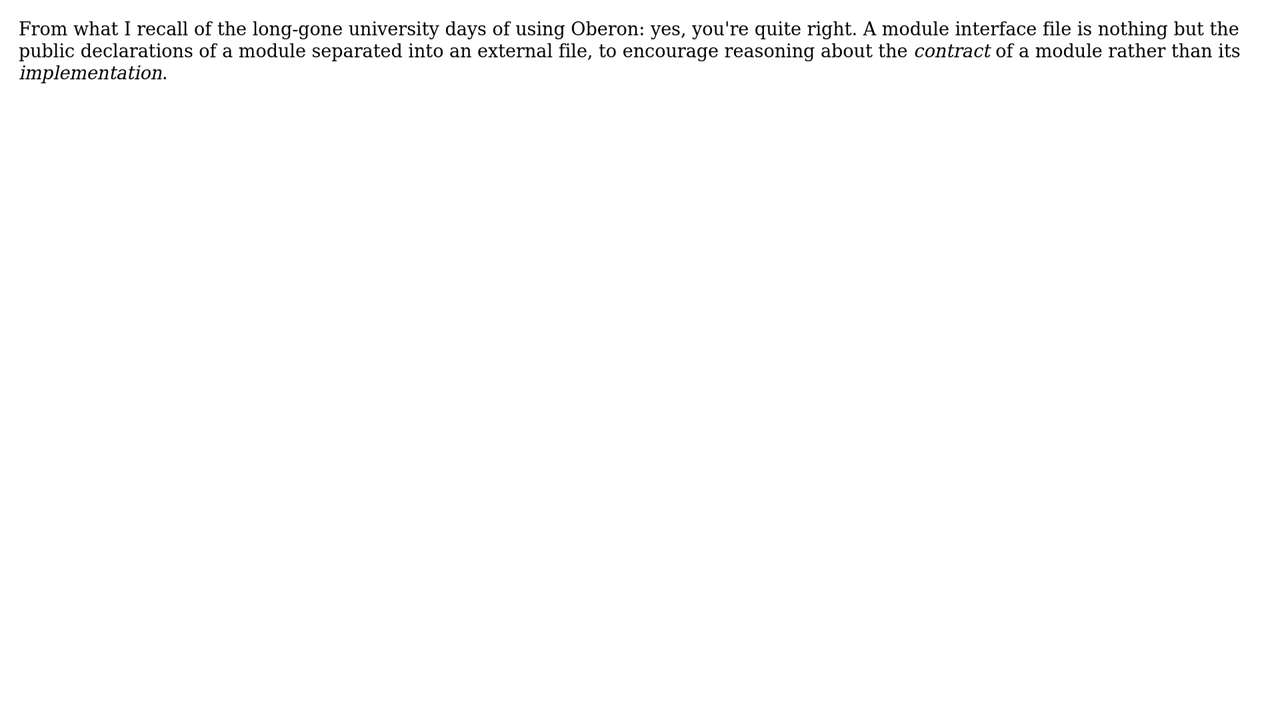 From what I recall of the long-gone university days of using Oberon: yes, you're quite right. A module interface file is nothing but the
public declarations of a module separated into an external file, to encourage reasoning about the contract of a module rather than its
implementation.